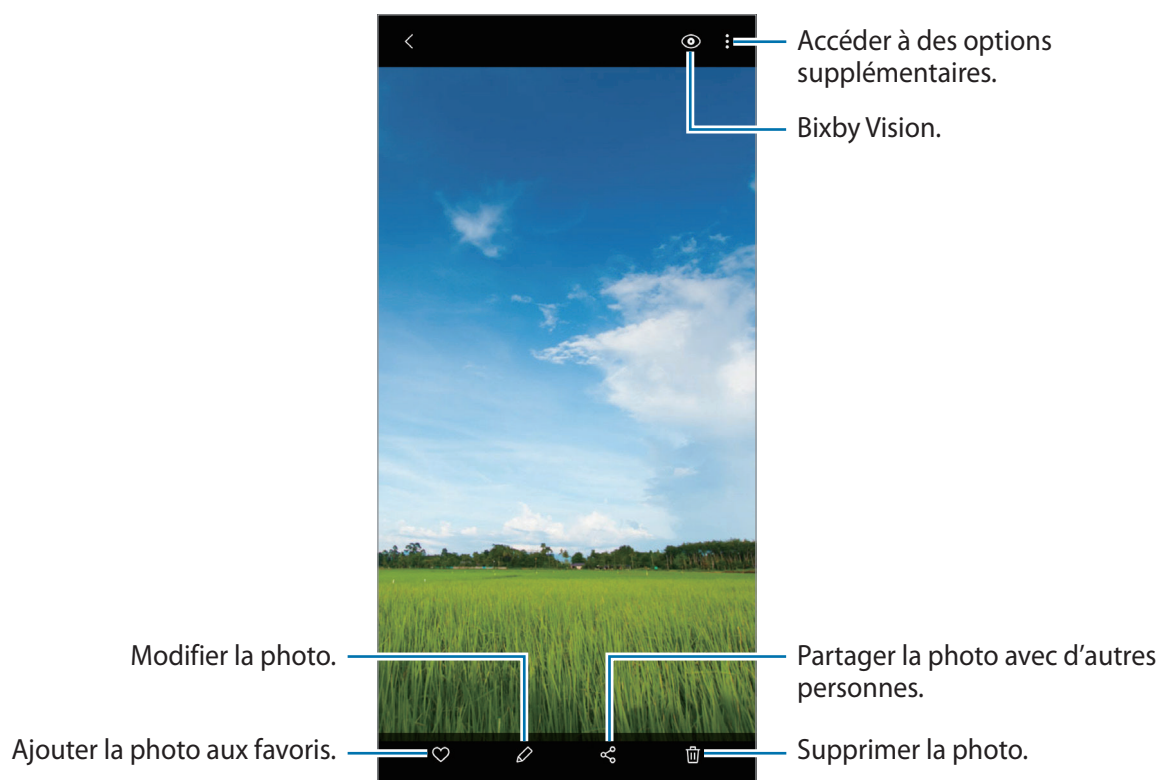 Accéder à des options
supplémentaires.
Bixby Vision.
Modifier la photo.
Partager la photo avec d'autres
personnes.
Ajouter la photo aux favoris.
Supprimer la photo.